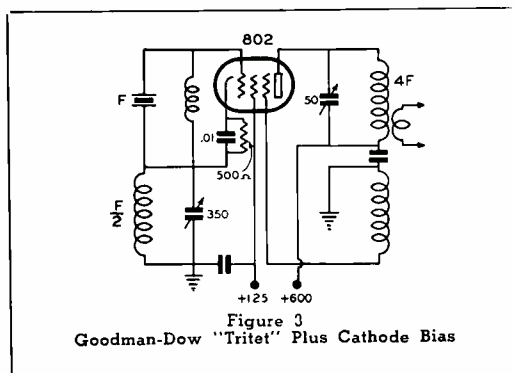 802
F
50
4F
.01
500Ω
F/2
350
+125 +600
Figure 3
Goodman-Dow "Tritet" Plus Cathode Bias